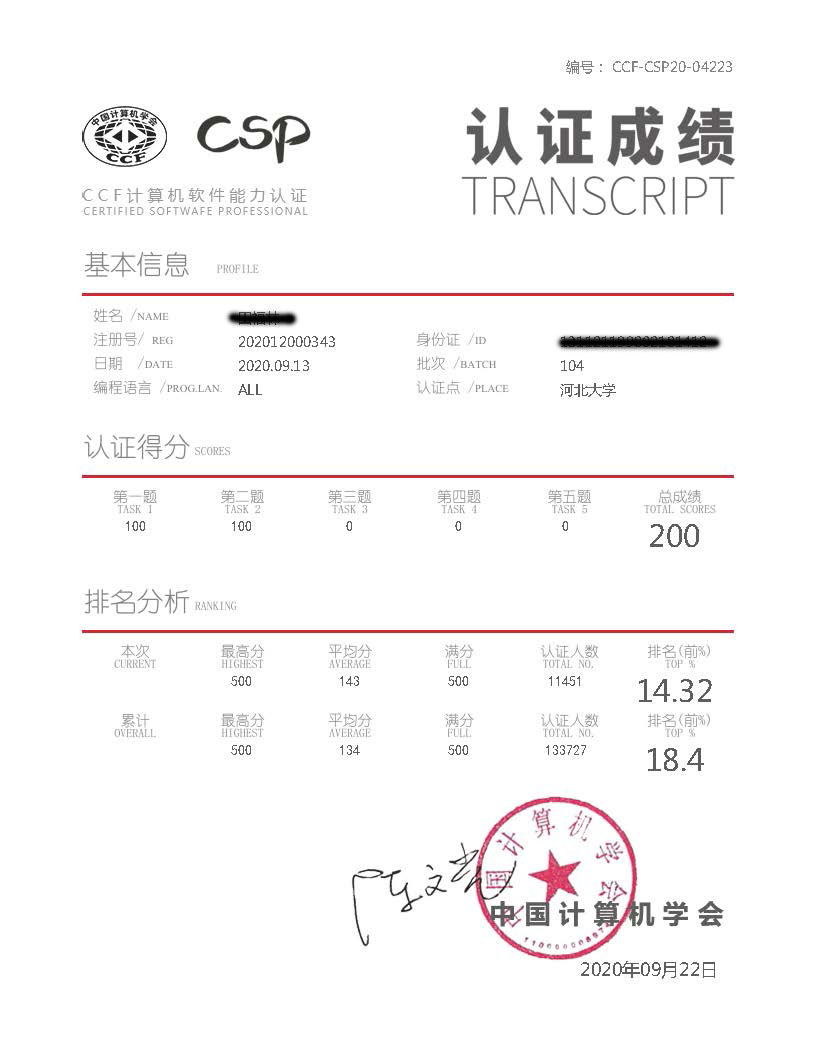 编号： CCF-CSP20-04223
中国计算机学会
CCF
CSP
认证成绩
TRANSCRIPT
CCF计算机软件能力认证
CERTIFIED SOFTWAFE PROFESSIONAL
基本信息 PROFILE
姓名 /NAME
注册号/ REG 202012000343 身份证 /ID
日期 /DATE 2020.09.13 批次 /BATCH 104
编程语言 /PROG.LAN. ALL 认证点 /PLACE 河北大学
认证得分 SCORES
第一题 第二题 第三题 第四题 第五题 总成绩
TASK 1 TASK 2 TASK 3 TASK 4 TASK 5 TOTAL SCORES
100 100 0 0 0 200
排名分析 RANKING
本次 最高分 平均分 满分 认证人数 排名(前%)
CURRENT HIGHEST AVERAGE FULL TOTAL NO. TOP %
500 143 500 11451 14.32
累计 最高分 平均分 满分 认证人数 排名(前%)
OVERALL HIGHEST AVERAGE FULL TOTAL NO. TOP %
500 134 500 133727 18.4
中国计算机学会
中国计算机学会
2020年09月22日